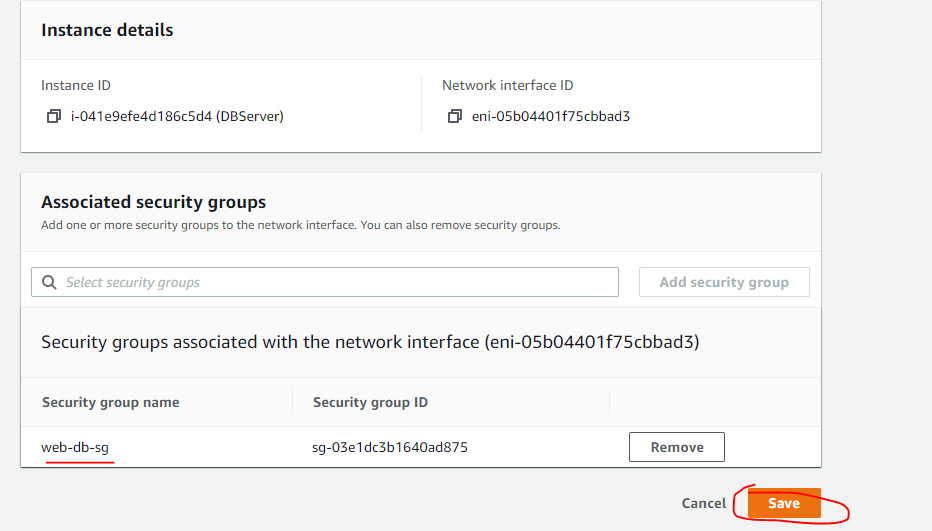 Instance details
Instance ID
Network interface ID
i-041e9efe4d186c5d4 (DBServer)
eni-05b04401f75cbbad3
Associated security groups
Add one or more security groups to the network interface. You can also remove security groups.
Select security groups
Add security group
Security groups associated with the network interface (eni-05b04401f75cbbad3)
Security group name
Security group ID
web-db-sg
sg-03e1dc3b1640ad875
Remove
Cancel
Save